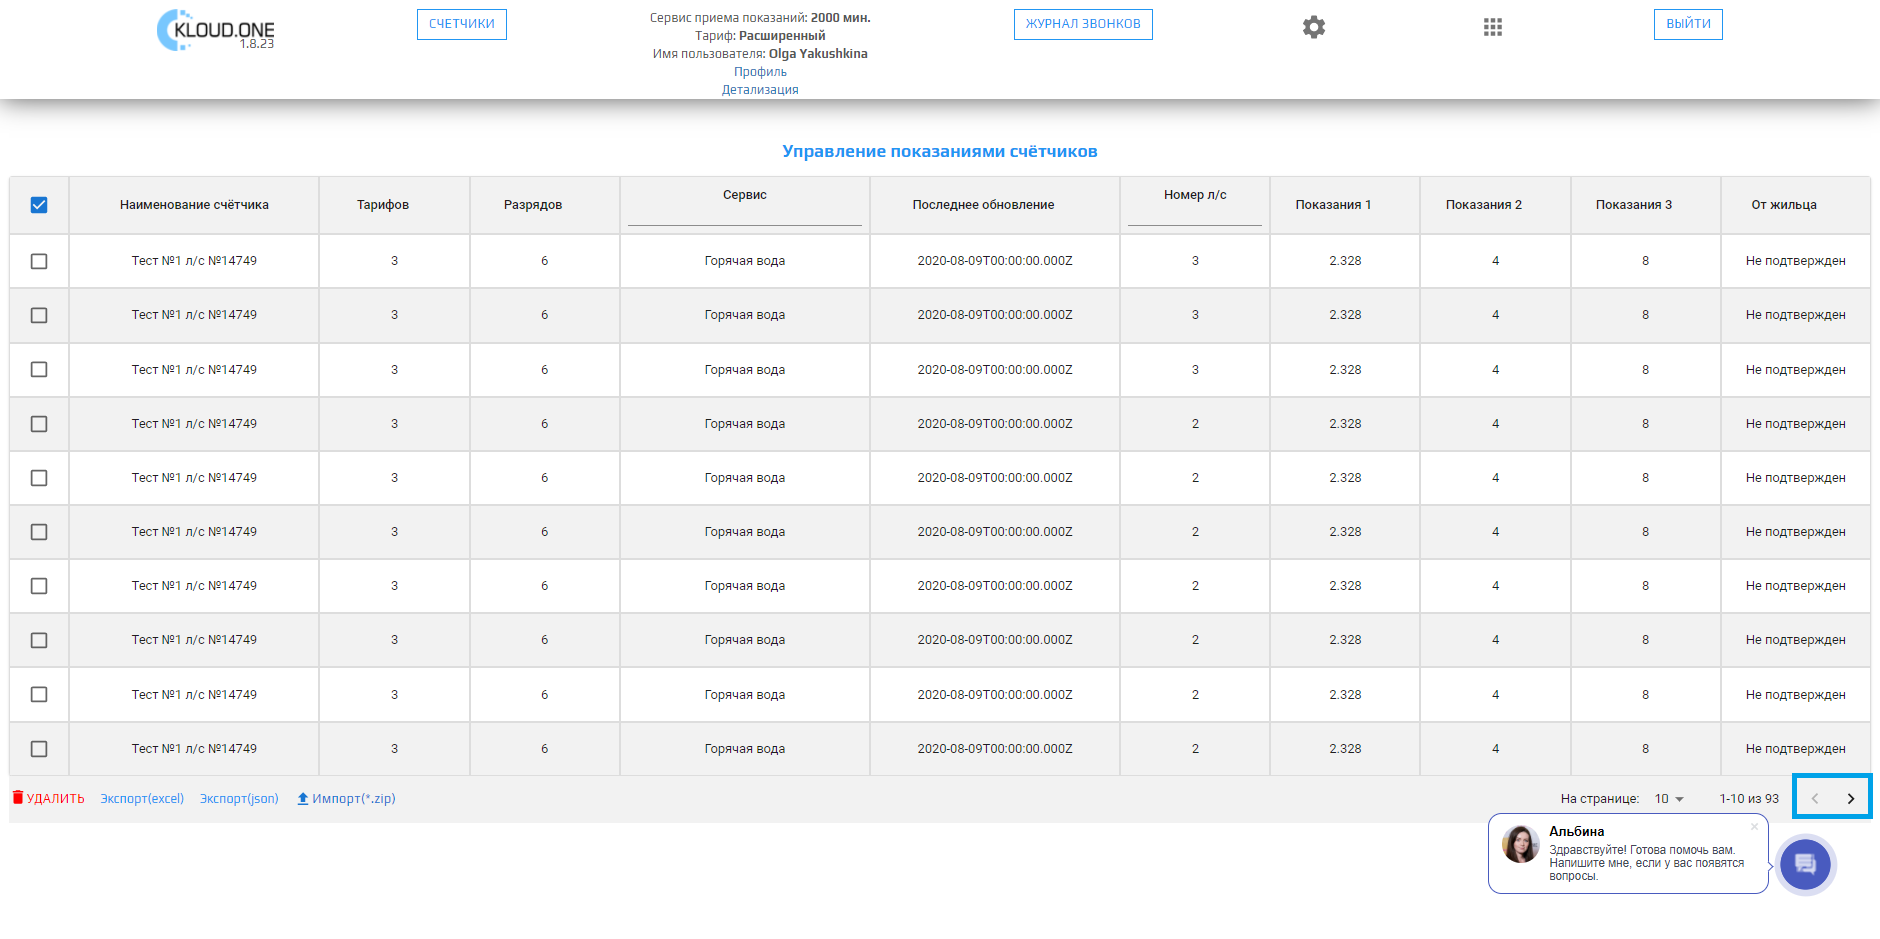 KLOUD.ONE
1.8.23
СЧЕТЧИКИ
Сервис приема показаний: 2000 мин.
Тариф: Расширенный
Имя пользователя: Olga Yakushkina
Профиль
Детализация
ЖУРНАЛ ЗВОНКОВ
ВЫЙТИ
Управление показаниями счётчиков
Наименование счётчика Тарифов Разрядов Сервис Последнее обновление Номер л/с Показания 1 Показания 2 Показания 3 От жильца
Тест №1 л/с №14749 3 6 Горячая вода 2020-08-09T00:00:00.000Z 3 2.328 4 8 Не подтвержден
Тест №1 л/с №14749 3 6 Горячая вода 2020-08-09T00:00:00.000Z 3 2.328 4 8 Не подтвержден
Тест №1 л/с №14749 3 6 Горячая вода 2020-08-09T00:00:00.000Z 3 2.328 4 8 Не подтвержден
Тест №1 л/с №14749 3 6 Горячая вода 2020-08-09T00:00:00.000Z 2 2.328 4 8 Не подтвержден
Тест №1 л/с №14749 3 6 Горячая вода 2020-08-09T00:00:00.000Z 2 2.328 4 8 Не подтвержден
Тест №1 л/с №14749 3 6 Горячая вода 2020-08-09T00:00:00.000Z 2 2.328 4 8 Не подтвержден
Тест №1 л/с №14749 3 6 Горячая вода 2020-08-09T00:00:00.000Z 2 2.328 4 8 Не подтвержден
Тест №1 л/с №14749 3 6 Горячая вода 2020-08-09T00:00:00.000Z 2 2.328 4 8 Не подтвержден
Тест №1 л/с №14749 3 6 Горячая вода 2020-08-09T00:00:00.000Z 2 2.328 4 8 Не подтвержден
Тест №1 л/с №14749 3 6 Горячая вода 2020-08-09T00:00:00.000Z 2 2.328 4 8 Не подтвержден
УДАЛИТЬ Экспорт(excel) Экспорт(json) Импорт(*.zip) На странице: 10 1-10 из 93
Альбина
Здравствуйте! Готова помочь вам.
Напишите мне, если у вас появятся
вопросы.